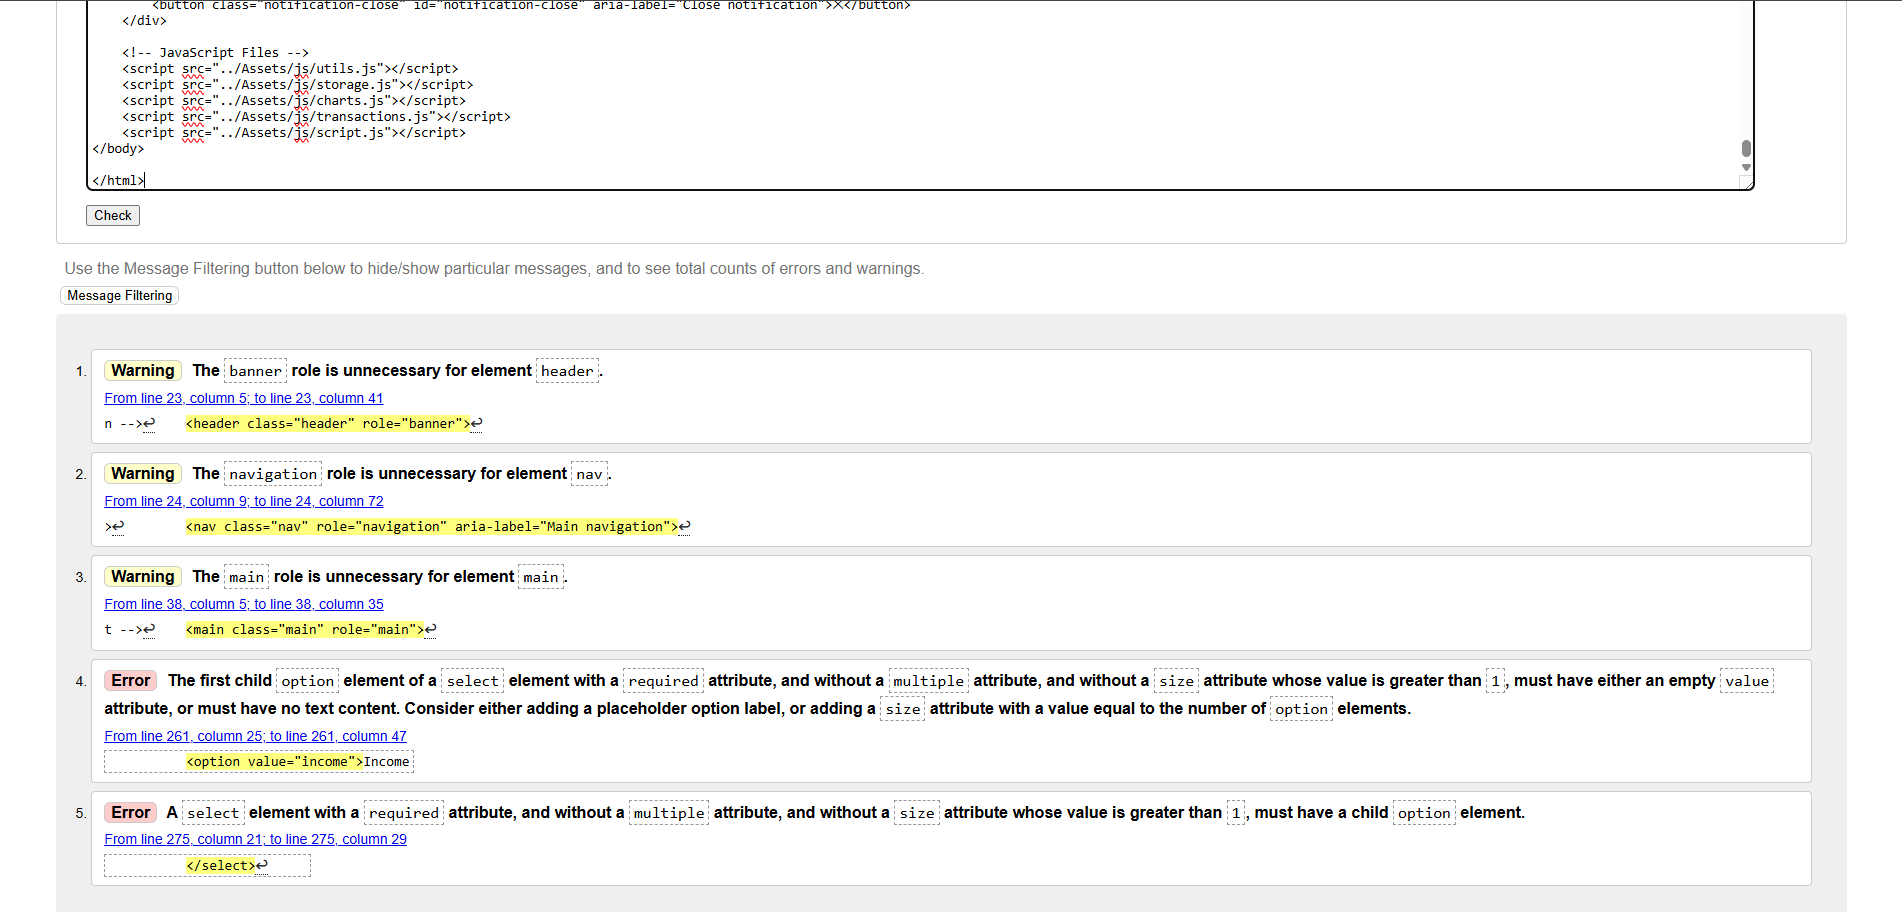 <button class="notification-close" id="notification-close" aria-label="Close notification">×</button>
</div>
<!-- JavaScript Files -->
<script src="../Assets/js/utils.js"></script>
<script src="../Assets/js/storage.js"></script>
<script src="../Assets/js/charts.js"></script>
<script src="../Assets/js/transactions.js"></script>
<script src="../Assets/js/script.js"></script>
</body>
</html>
Check
Use the Message Filtering button below to hide/show particular messages, and to see total counts of errors and warnings.
Message Filtering
1. Warning The banner role is unnecessary for element header.
From line 23, column 5; to line 23, column 41
n -->↩ <header class="header" role="banner">↩
2. Warning The navigation role is unnecessary for element nav.
From line 24, column 9; to line 24, column 72
>↩ <nav class="nav" role="navigation" aria-label="Main navigation">↩
3. Warning The main role is unnecessary for element main.
From line 38, column 5; to line 38, column 35
t -->↩ <main class="main" role="main">↩
4. Error The first child option element of a select element with a required attribute, and without a multiple attribute, and without a size attribute whose value is greater than 1, must have either an empty value
attribute, or must have no text content. Consider either adding a placeholder option label, or adding a size attribute with a value equal to the number of option elements.
From line 261, column 25; to line 261, column 47
<option value="income">Income
5. Error A select element with a required attribute, and without a multiple attribute, and without a size attribute whose value is greater than 1, must have a child option element.
From line 275, column 21; to line 275, column 29
</select>↩